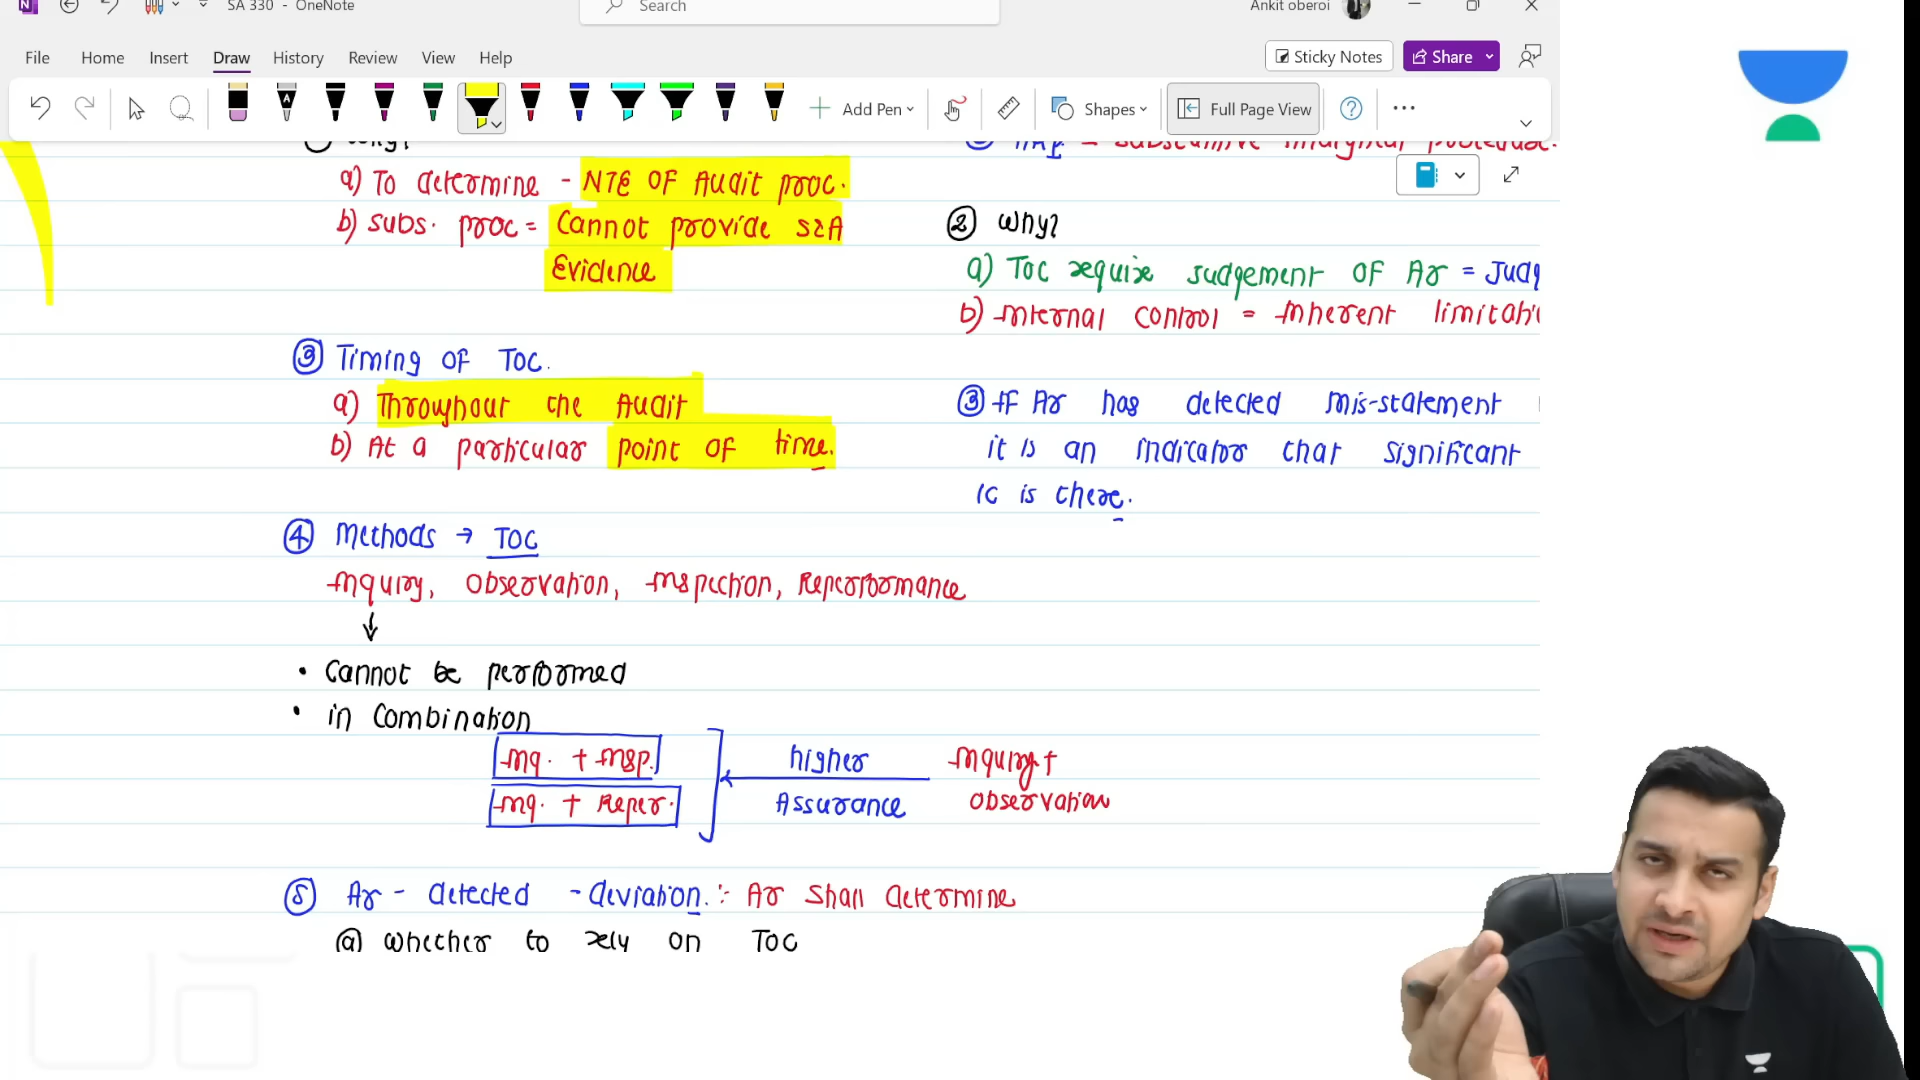 SA 330 - OneNote
Search
Ankit oberoi
File Home Insert Draw History Review View Help
Sticky Notes
Share
Add Pen
Shapes
Full Page View
a) To determine - NTE OF Audit proc.
b) subs. proc = Cannot provide S&A
Evidence
③ Timing OF TOC.
a) Throughout the Audit
b) At a particular point OF time.
④ Methods → TOC
Inquiry, Observation, Inspection, Reperformance
• Cannot be performed
• in Combination
Inq. + Insp.
Inq. + Reper.
higher
Assurance
Inquiry +
Observation
⑤ Ar - detected - deviation :- Ar Shall determine
(a) whether to rely on TOC
② Why?
a) TOC require Judgement OF Ar = Judg
b) Internal control = Inherent limitati
③ IF Ar has detected Mis-statement
it is an indicator that significant
IC is there.